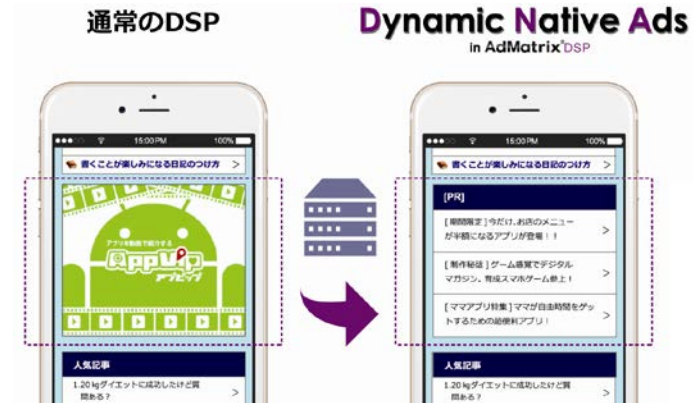 通常のDSP
Dynamic Native Ads
in AdMatrix DSP
15:00 PM
100%
書くことが楽しみになる日記のつけ方
アプリを動画で紹介する
AppVip
アプビップ
人気記事
1.20 kgダイエットに成功したけど質
問ある？
15:00 PM
100%
書くことが楽しみになる日記のつけ方
[PR]
[ 期間限定 ] 今だけ、お店のメニュー
が半額になるアプリが登場！！
[ 制作秘話 ] ゲーム感覚でデジタル
マガジン。育成スマホゲーム参上！
[ ママアプリ特集 ] ママが自由時間をゲッ
トするための超便利アプリ！
人気記事
1.20 kgダイエットに成功したけど質
問ある？